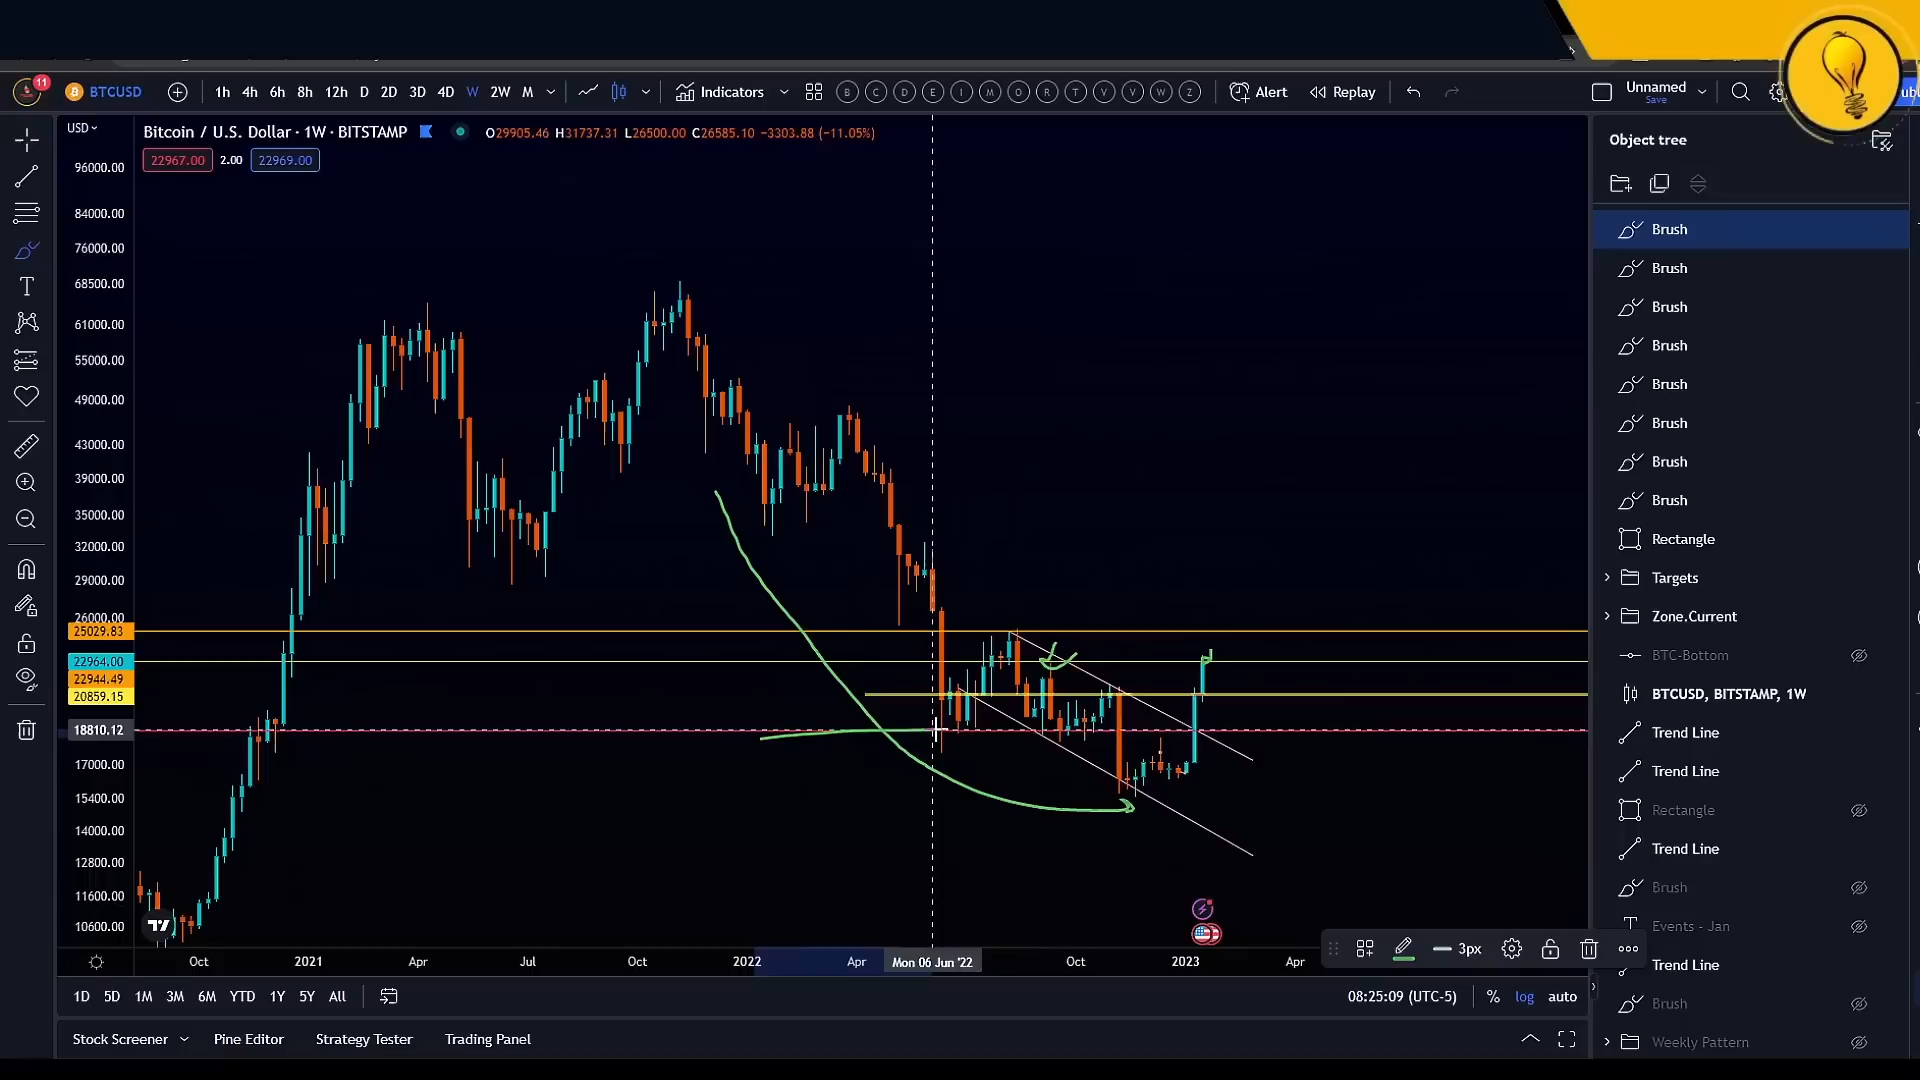 11 BTCUSD 1h 4h 6h 8h 12h D 2D 3D 4D W 2W M Indicators B C D E I M O R T V V W Z Alert Replay Unnamed
Save
USD
Bitcoin / U.S. Dollar · 1W · BITSTAMP O29905.46 H31737.31 L26500.00 C26585.10 −3303.88 (−11.05%)
22967.00 2.00 22969.00
96000.00
84000.00
76000.00
68500.00
61000.00
55000.00
49000.00
43000.00
39000.00
35000.00
32000.00
29000.00
26000.00
25029.83
22964.00
22944.49
20859.15
18810.12
17000.00
15400.00
14000.00
12800.00
11600.00
10600.00
Oct 2021 Apr Jul Oct 2022 Apr Mon 06 Jun '22 Oct 2023 Apr
3px
1D 5D 1M 3M 6M YTD 1Y 5Y All
08:25:09 (UTC-5) % log auto
Stock Screener Pine Editor Strategy Tester Trading Panel
Object tree
Brush
Brush
Brush
Brush
Brush
Brush
Brush
Brush
Rectangle
Targets
Zone.Current
BTC-Bottom
BTCUSD, BITSTAMP, 1W
Trend Line
Trend Line
Rectangle
Trend Line
Brush
Events - Jan
Trend Line
Brush
Weekly Pattern